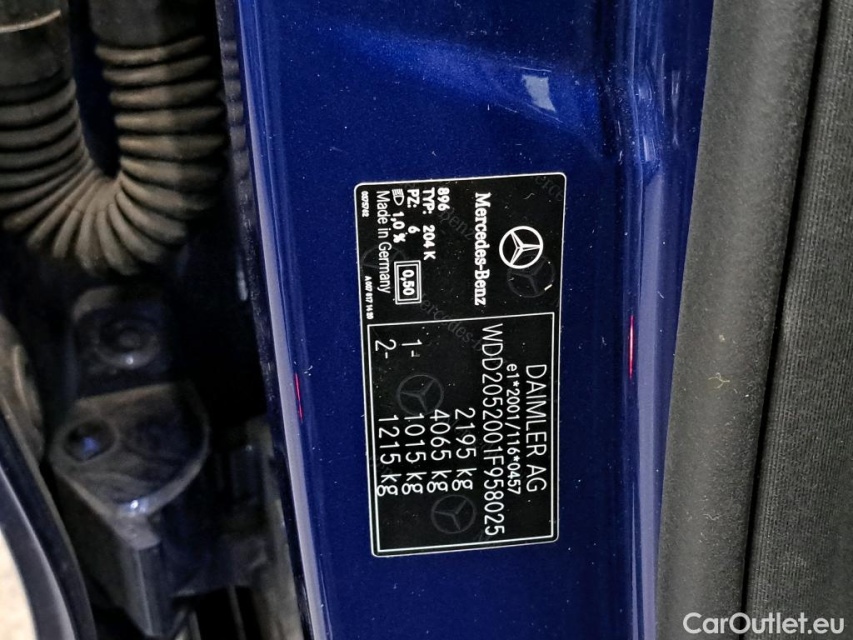 Mercedes-Benz
896
TYP: 204 K
PZ: 6
1,0 %
0,50
Made in Germany
DAIMLER AG
e1*2001/116*0457
WDD2052001F958025
2195 kg
4065 kg
1- 1015 kg
2- 1215 kg
CarOutlet.eu